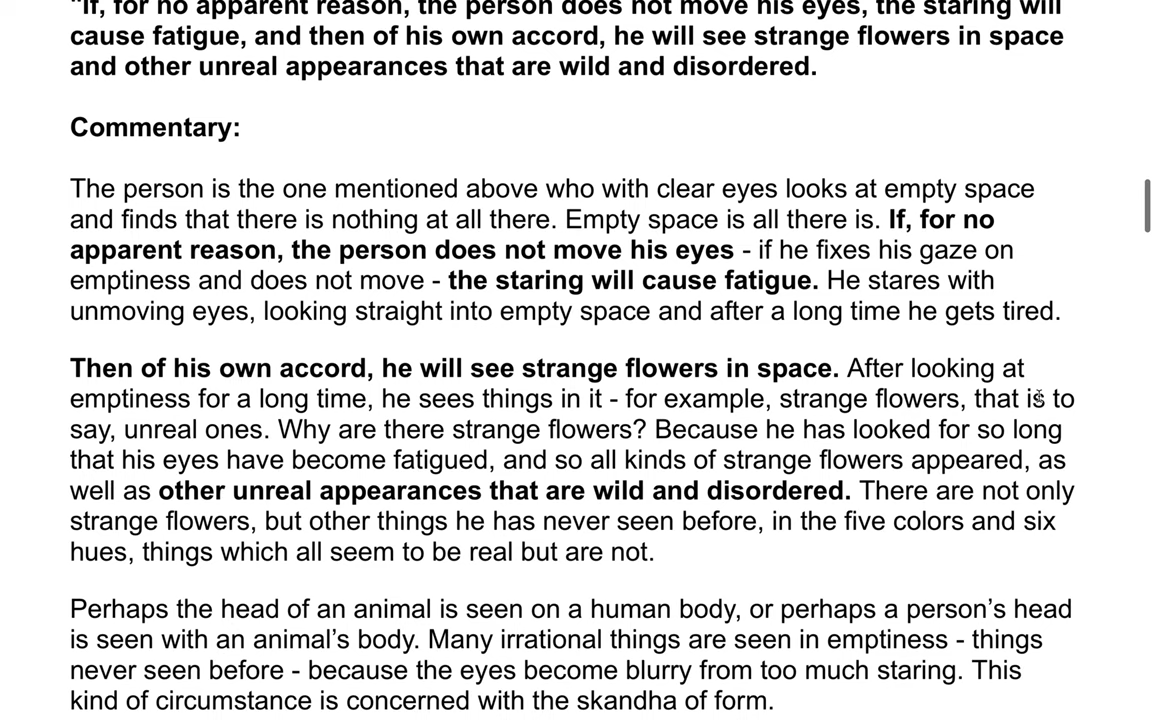 "If, for no apparent reason, the person does not move his eyes, the staring will
cause fatigue, and then of his own accord, he will see strange flowers in space
and other unreal appearances that are wild and disordered.
Commentary:
The person is the one mentioned above who with clear eyes looks at empty space
and finds that there is nothing at all there. Empty space is all there is. If, for no
apparent reason, the person does not move his eyes - if he fixes his gaze on
emptiness and does not move - the staring will cause fatigue. He stares with
unmoving eyes, looking straight into empty space and after a long time he gets tired.
Then of his own accord, he will see strange flowers in space. After looking at
emptiness for a long time, he sees things in it - for example, strange flowers, that is to
say, unreal ones. Why are there strange flowers? Because he has looked for so long
that his eyes have become fatigued, and so all kinds of strange flowers appeared, as
well as other unreal appearances that are wild and disordered. There are not only
strange flowers, but other things he has never seen before, in the five colors and six
hues, things which all seem to be real but are not.
Perhaps the head of an animal is seen on a human body, or perhaps a person's head
is seen with an animal's body. Many irrational things are seen in emptiness - things
never seen before - because the eyes become blurry from too much staring. This
kind of circumstance is concerned with the skandha of form.